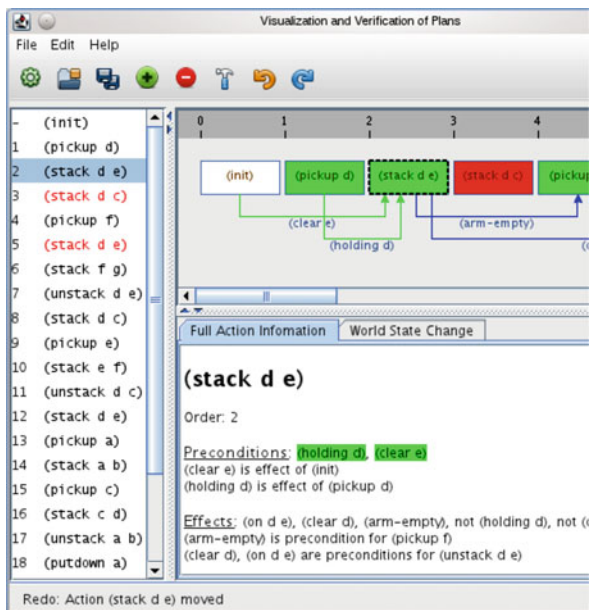 Visualization and Verification of Plans
File Edit Help
- (init)
1 (pickup d)
2 (stack d e)
3 (stack d c)
4 (pickup f)
5 (stack d e)
6 (stack f g)
7 (unstack d e)
8 (stack d c)
9 (pickup e)
10 (stack e f)
11 (unstack d c)
12 (stack d e)
13 (pickup a)
14 (stack a b)
15 (pickup c)
16 (stack c d)
17 (unstack a b)
18 (putdown a)
0 1 2 3 4
(init) (pickup d) (stack d e) (stack d c) (pickup
(clear e) (arm-empty)
(holding d) (c
Full Action Infomation World State Change
(stack d e)
Order: 2
Preconditions: (holding d), (clear e)
(clear e) is effect of (init)
(holding d) is effect of (pickup d)
Effects: (on d e), (clear d), (arm-empty), not (holding d), not (c
(arm-empty) is precondition for (pickup f)
(clear d), (on d e) are preconditions for (unstack d e)
Redo: Action (stack d e) moved